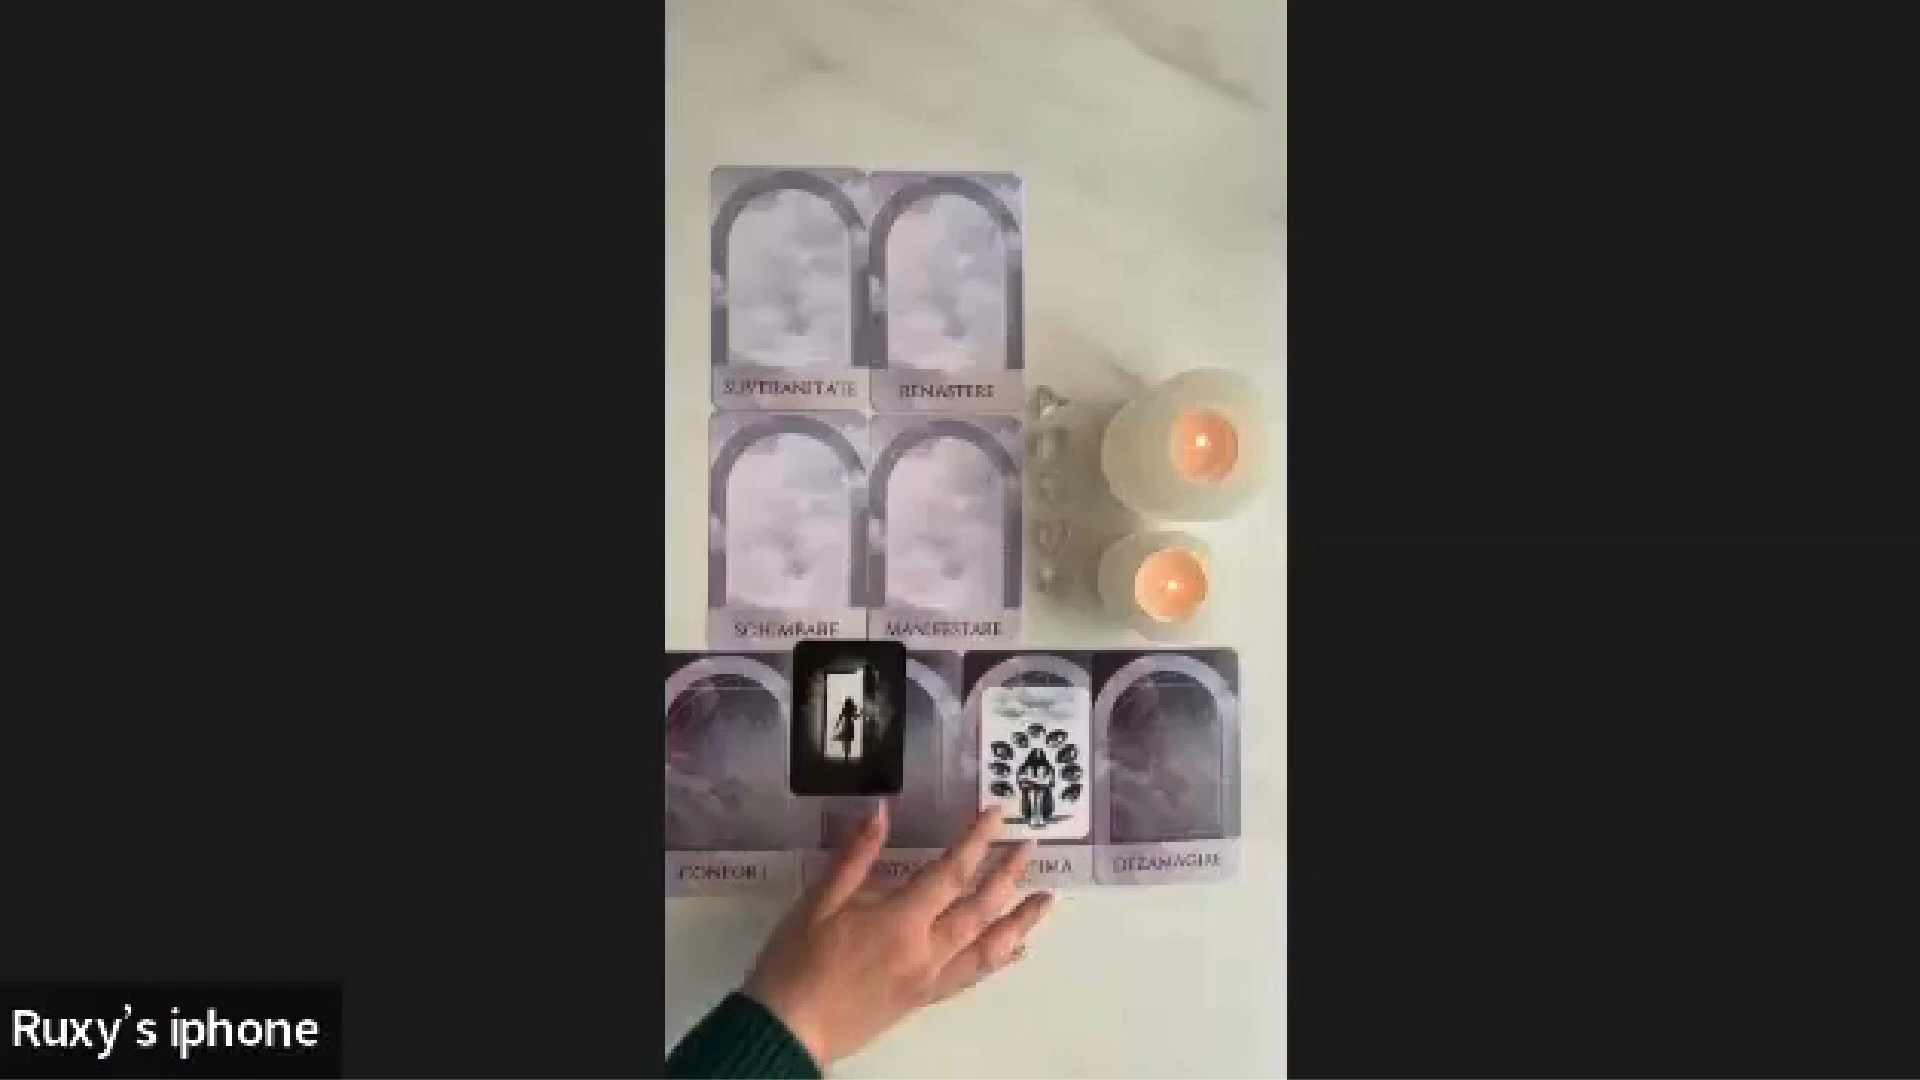 SUVERANITATE
RENASTERE
SCHIMBARE
MANIFESTARE
CONFORT
DEZAMAGIRE
Ruxy's iphone